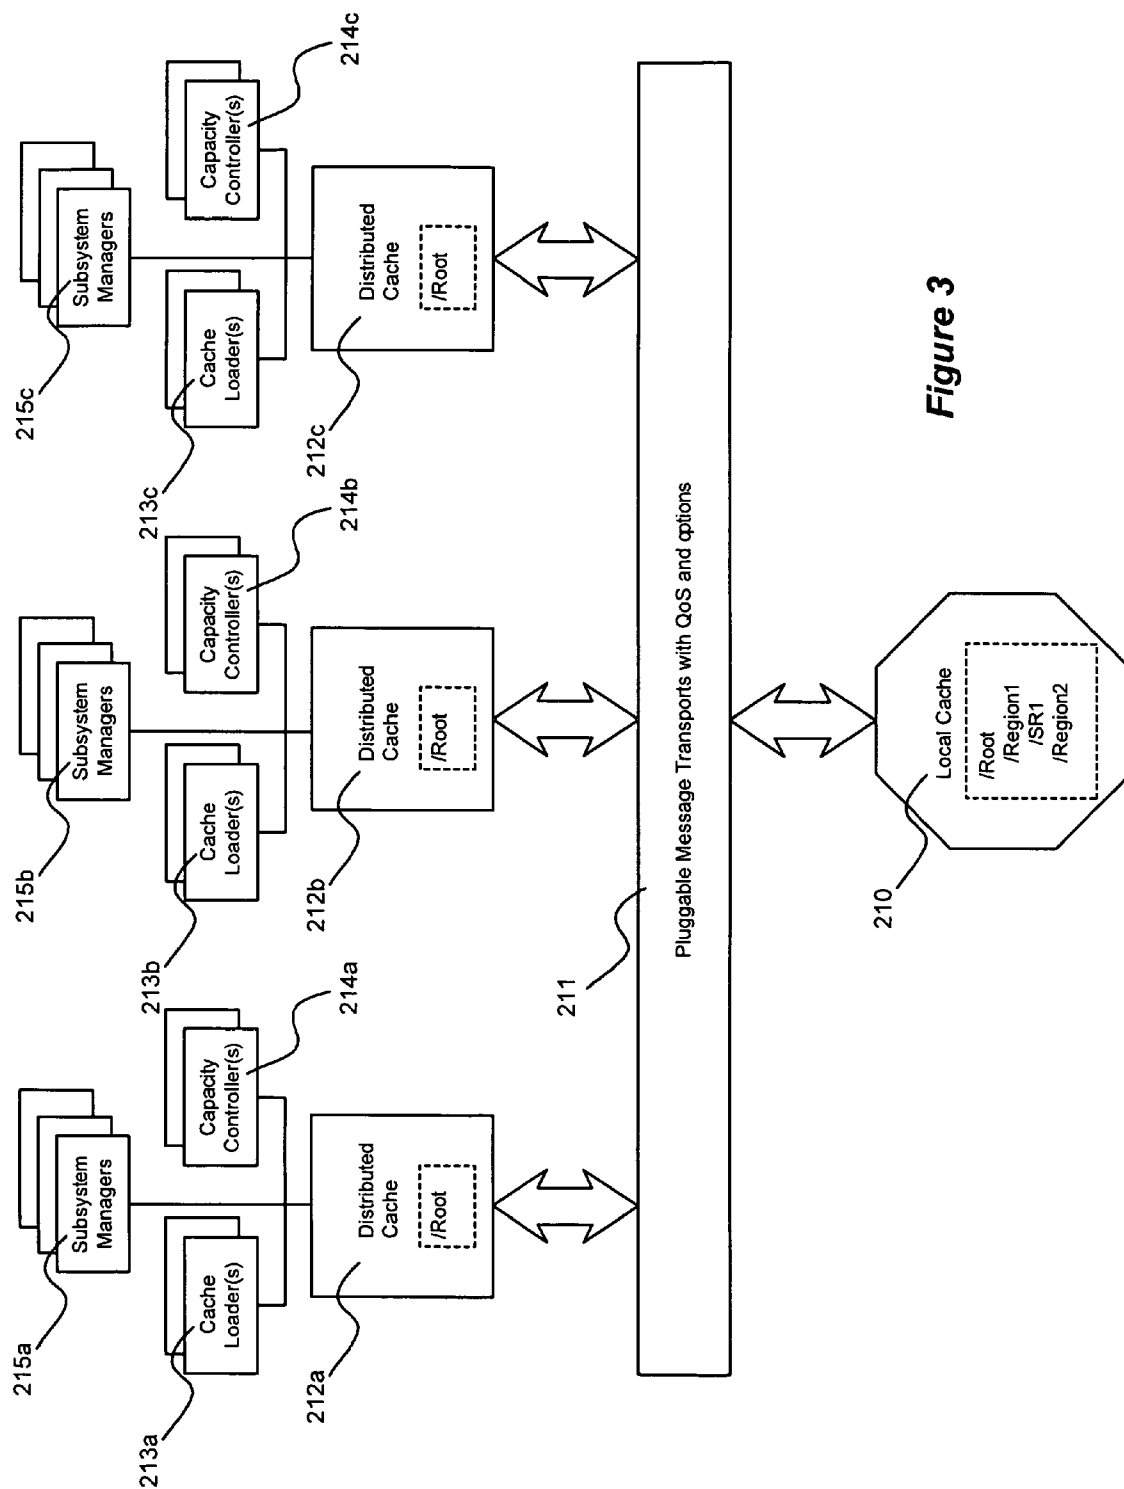 215a
Subsystem
Managers
215b
Subsystem
Managers
215c
Subsystem
Managers
213a
Cache
Loader(s)
Capacity
Controller(s)
214a
213b
Cache
Loader(s)
Capacity
Controller(s)
214b
213c
Cache
Loader(s)
Capacity
Controller(s)
214c
212a
Distributed
Cache
/Root
212b
Distributed
Cache
/Root
212c
Distributed
Cache
/Root
211
Pluggable Message Transports with QoS and options
210
Local Cache
/Root
/Region1
/SR1
/Region2
Figure 3